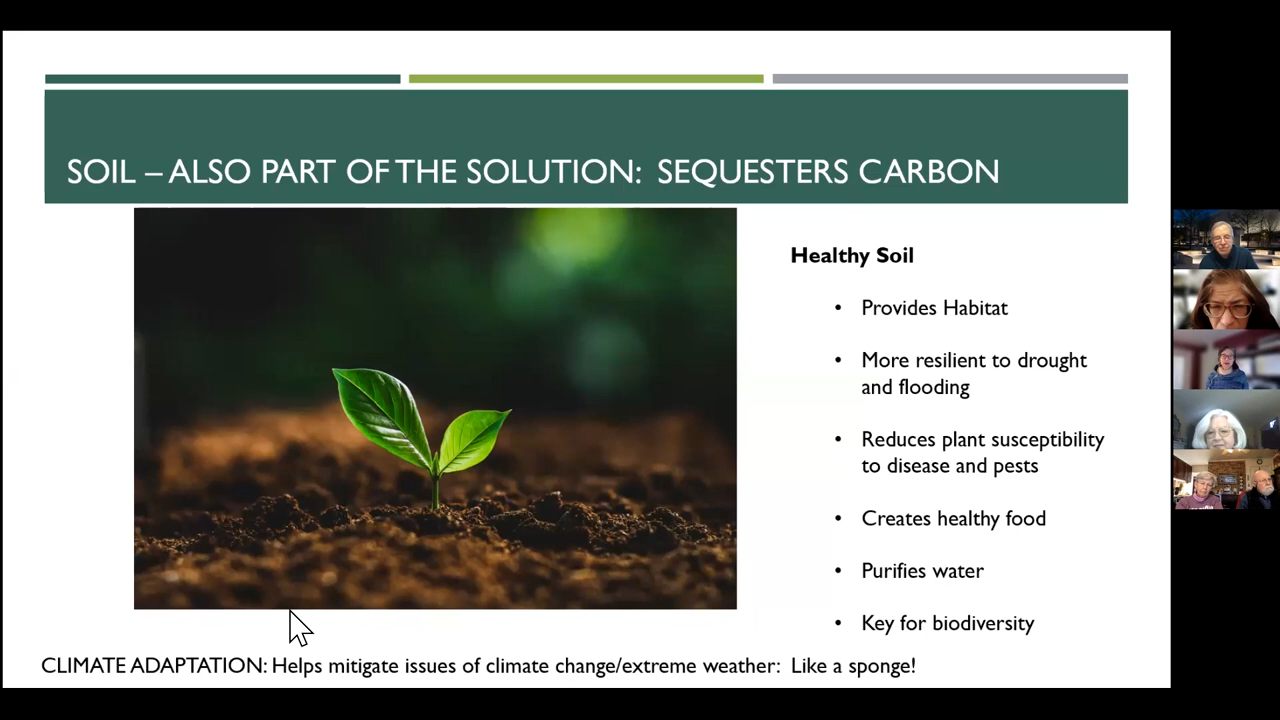 SOIL – ALSO PART OF THE SOLUTION: SEQUESTERS CARBON
Healthy Soil
• Provides Habitat
• More resilient to drought
and flooding
• Reduces plant susceptibility
to disease and pests
• Creates healthy food
• Purifies water
• Key for biodiversity
CLIMATE ADAPTATION: Helps mitigate issues of climate change/extreme weather: Like a sponge!